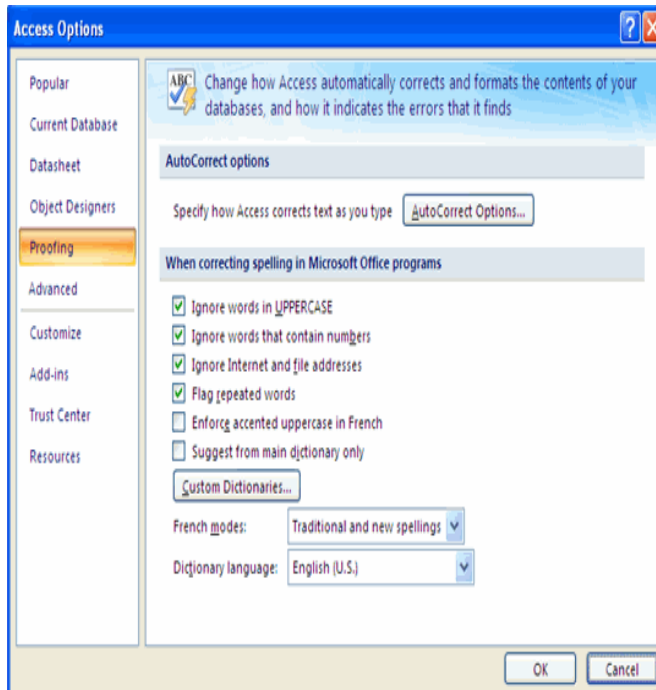 Access Options
Popular
Current Database
Datasheet
Object Designers
Proofing
Advanced
Customize
Add-ins
Trust Center
Resources
ABC
Change how Access automatically corrects and formats the contents of your
databases, and how it indicates the errors that it finds
AutoCorrect options
Specify how Access corrects text as you type AutoCorrect Options...
When correcting spelling in Microsoft Office programs
Ignore words in UPPERCASE
Ignore words that contain numbers
Ignore Internet and file addresses
Flag repeated words
Enforce accented uppercase in French
Suggest from main dictionary only
Custom Dictionaries...
French modes: Traditional and new spellings
Dictionary language: English (U.S.)
OK Cancel